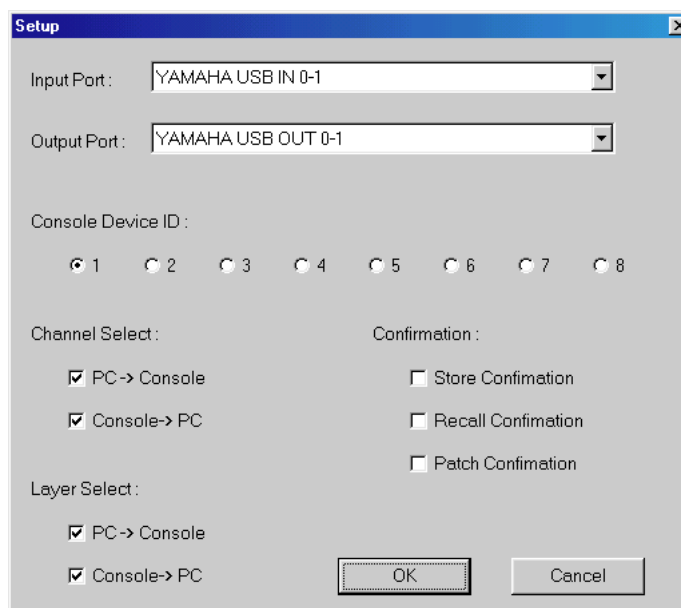 Setup
Input Port :
YAMAHA USB IN 0-1
Output Port :
YAMAHA USB OUT 0-1
Console Device ID :
1 2 3 4 5 6 7 8
Channel Select :
PC -> Console
Console-> PC
Confirmation :
Store Confimation
Recall Confimation
Patch Confimation
Layer Select :
PC -> Console
Console-> PC
OK
Cancel